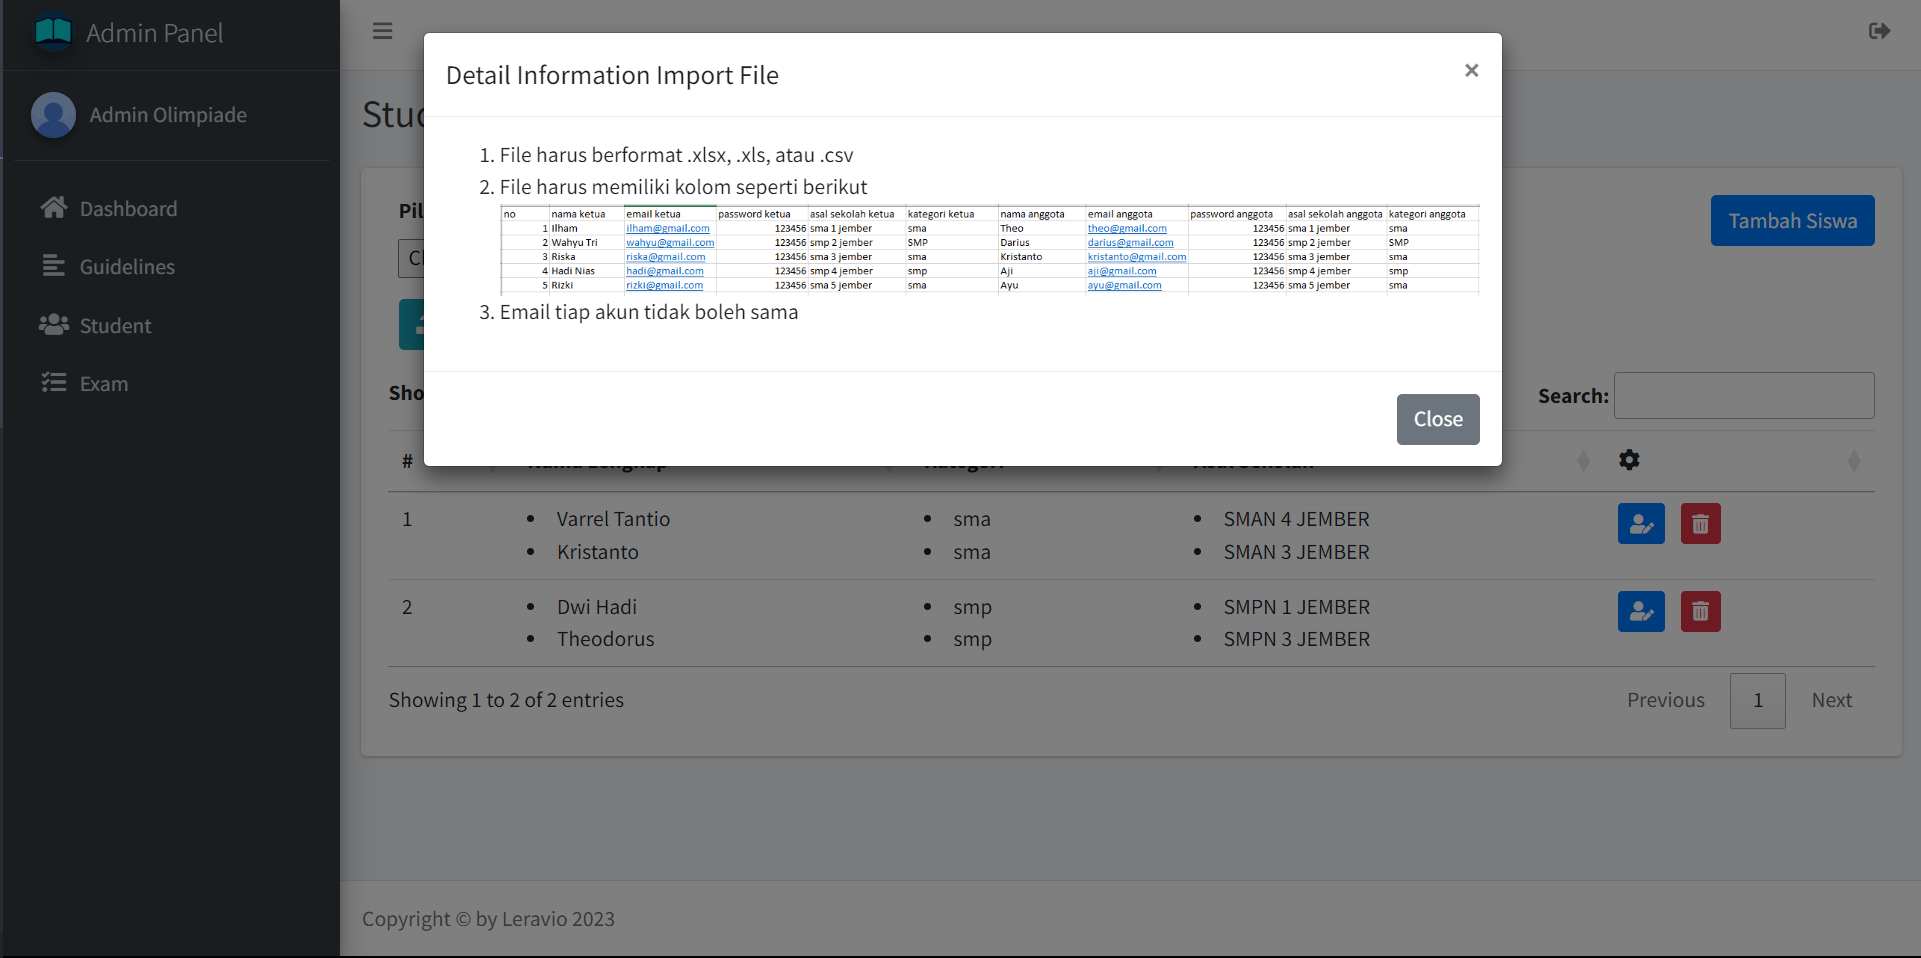 Admin Panel
Admin Olimpiade
Dashboard
Guidelines
Student
Exam
Detail Information Import File
×
1. File harus berformat .xlsx, .xls, atau .csv
2. File harus memiliki kolom seperti berikut
no nama ketua email ketua password ketua asal sekolah ketua kategori ketua nama anggota email anggota password anggota asal sekolah anggota kategori anggota
1 Ilham ilham@gmail.com 123456 sma 1 jember sma Theo theo@gmail.com 123456 sma 1 jember sma
2 Wahyu Tri wahyu@gmail.com 123456 smp 2 jember SMP Darius darius@gmail.com 123456 smp 2 jember SMP
3 Riska riska@gmail.com 123456 sma 3 jember sma Kristanto kristanto@gmail.com 123456 sma 3 jember sma
4 Hadi Nias hadi@gmail.com 123456 smp 4 jember smp Aji aji@gmail.com 123456 smp 4 jember smp
5 Rizki rizki@gmail.com 123456 sma 5 jember sma Ayu ayu@gmail.com 123456 sma 5 jember sma
3. Email tiap akun tidak boleh sama
Close
Tambah Siswa
Search:
#
1 Varrel Tantio sma SMAN 4 JEMBER
Kristanto sma SMAN 3 JEMBER
2 Dwi Hadi smp SMPN 1 JEMBER
Theodorus smp SMPN 3 JEMBER
Showing 1 to 2 of 2 entries
Previous 1 Next
Copyright © by Leravio 2023